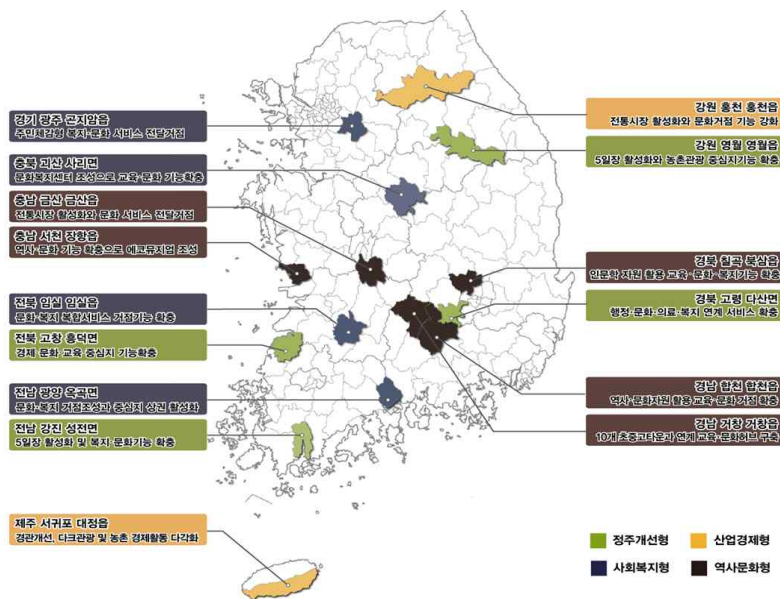 경기 광주 곤지암읍
주민체감형 복지·문화 서비스 전달거점
충북 괴산 사리면
문화복지센터 조성으로 교육·문화 기능확충
충남 금산 금산읍
전통시장 활성화와 문화 서비스 전달거점
충남 서천 장항읍
역사·문화 기능 확충으로 에코뮤지엄 조성
전북 임실 임실읍
문화·복지 복합서비스 거점기능 확충
전북 고창 흥덕면
경제·문화·교육 중심지 기능확충
전남 광양 옥곡면
문화·복지 거점조성과 중심지 상권 활성화
전남 강진 성전면
5일장 활성화 및 복지·문화기능 확충
제주 서귀포 대정읍
경관개선, 다크관광 및 농촌 경제활동 다각화
강원 홍천 홍천읍
전통시장 활성화와 문화거점 기능 강화
강원 영월 영월읍
5일장 활성화와 농촌관광 중심지기능 확충
경북 칠곡 북삼읍
인문학 자원 활용 교육·문화·복지기능 확충
경북 고령 다산면
행정·문화·의료·복지 연계 서비스 확충
경남 합천 합천읍
역사·문화자원 활용 교육·문화 거점 확충
경남 거창 거창읍
10개 초중고타운과 연계 교육·문화허브 구축
정주개선형 산업경제형
사회복지형 역사문화형